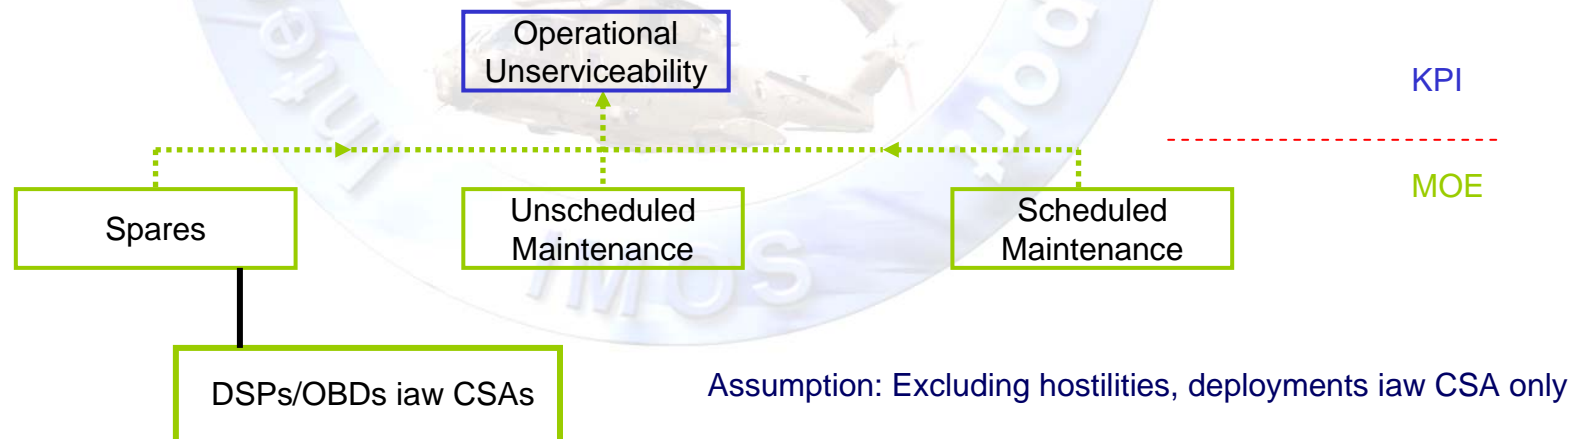 Operational
Unserviceability
KPI
MOE
Spares
Unscheduled
Maintenance
Scheduled
Maintenance
IMOS
DSPs/OBDs iaw CSAs
Assumption: Excluding hostilities, deployments iaw CSA only